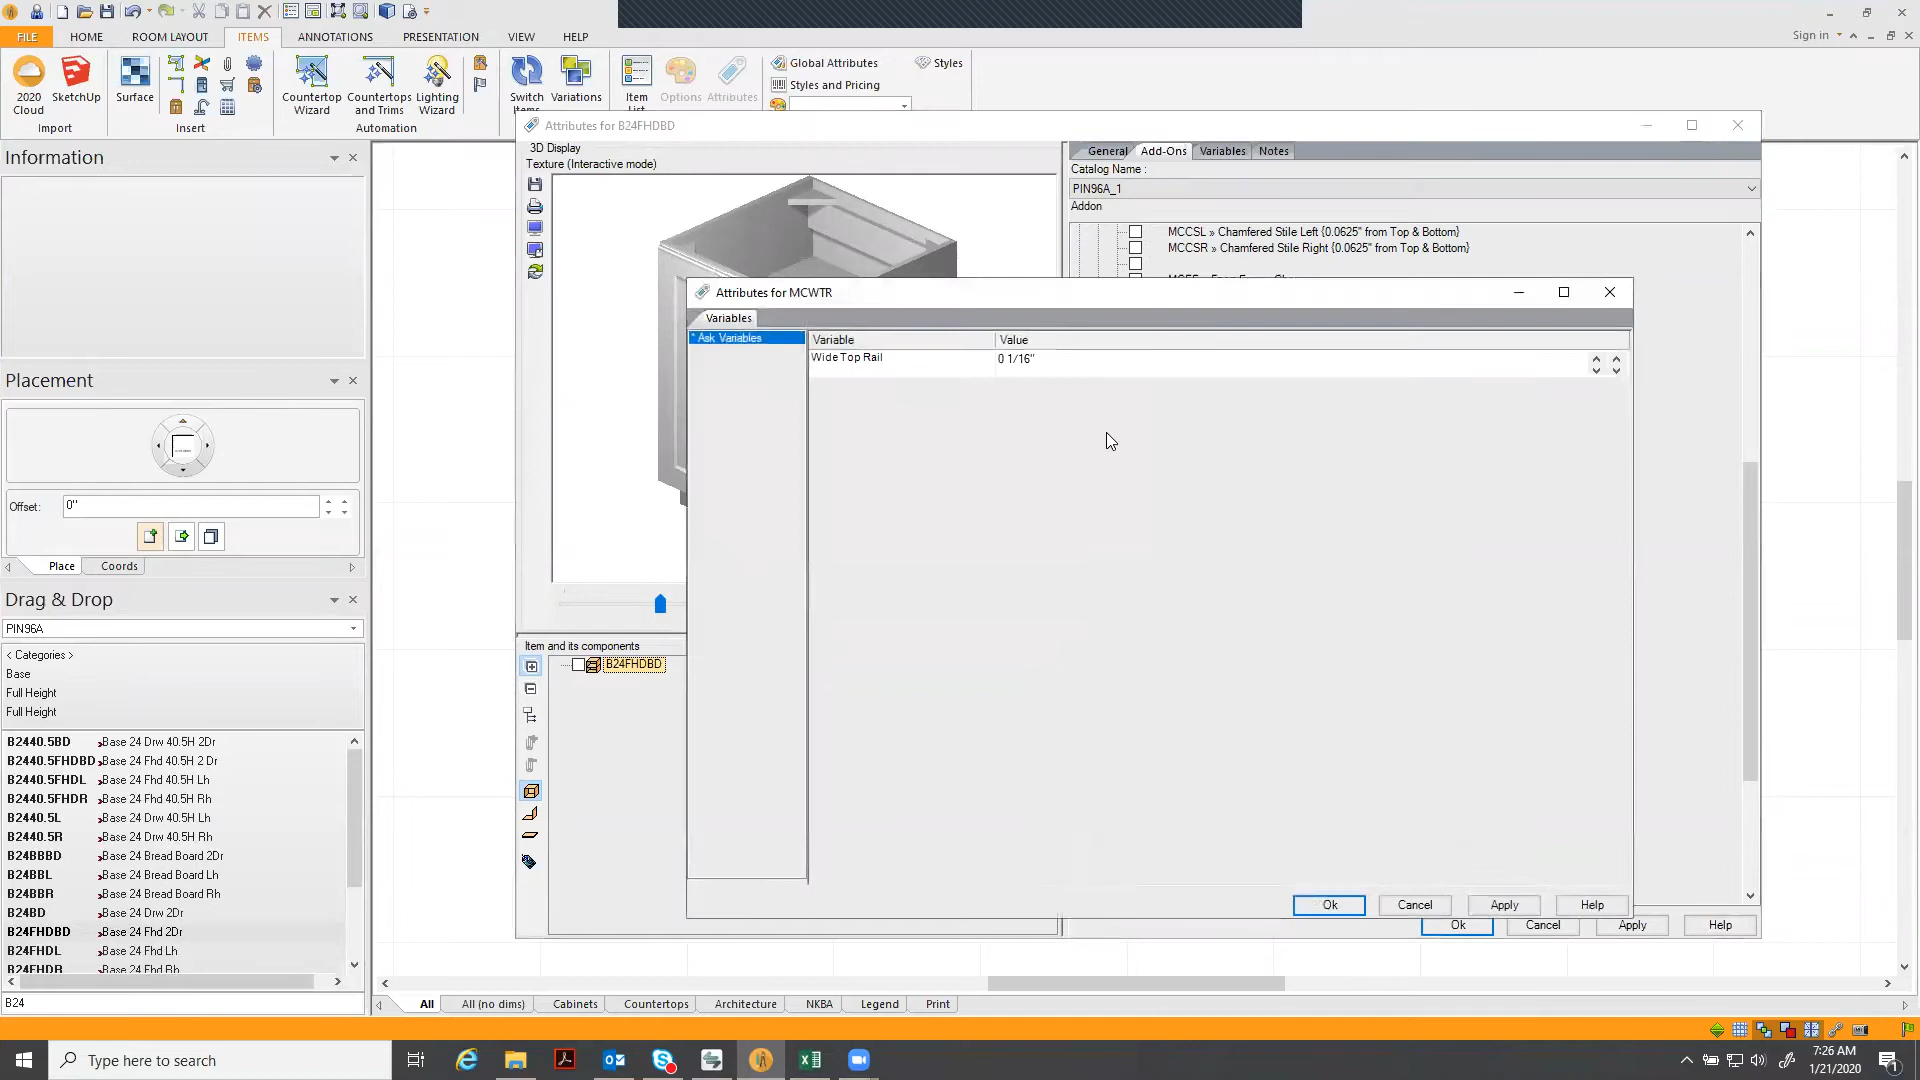 FILE
HOME
ROOM LAYOUT
ITEMS
ANNOTATIONS
PRESENTATION
VIEW
HELP
Sign in
2020 Cloud
SketchUp
Import
Surface
Insert
Countertop Wizard
Countertops and Trims
Lighting Wizard
Automation
Switch Items
Variations
Item List
Options
Attributes
Global Attributes
Styles and Pricing
Styles
Information
Placement
Offset:
0"
Place
Coords
Drag & Drop
PIN96A
< Categories >
Base
Full Height
Full Height
B2440.5BD Base 24 Drw 40.5H 2Dr
B2440.5FHDBD Base 24 Fhd 40.5H 2 Dr
B2440.5FHDL Base 24 Fhd 40.5H Lh
B2440.5FHDR Base 24 Fhd 40.5H Rh
B2440.5L Base 24 Drw 40.5H Lh
B2440.5R Base 24 Drw 40.5H Rh
B24BBBD Base 24 Bread Board 2Dr
B24BBL Base 24 Bread Board Lh
B24BBR Base 24 Bread Board Rh
B24BD Base 24 Drw 2Dr
B24FHDBD Base 24 Fhd 2Dr
B24FHDL Base 24 Fhd Lh
B24FHDR Base 24 Fhd Rh
B24
Attributes for B24FHDBD
3D Display
Texture (Interactive mode)
General
Add-Ons
Variables
Notes
Catalog Name :
PIN96A_1
Addon
MCCSL » Chamfered Stile Left {0.0625" from Top & Bottom}
MCCSR » Chamfered Stile Right {0.0625" from Top & Bottom}
Item and its components
B24FHDBD
Attributes for MCWTR
Variables
* Ask Variables
Variable
Value
Wide Top Rail
0 1/16"
Ok
Cancel
Apply
Help
Ok
Cancel
Apply
Help
All
All (no dims)
Cabinets
Countertops
Architecture
NKBA
Legend
Print
Type here to search
7:26 AM
1/21/2020
1